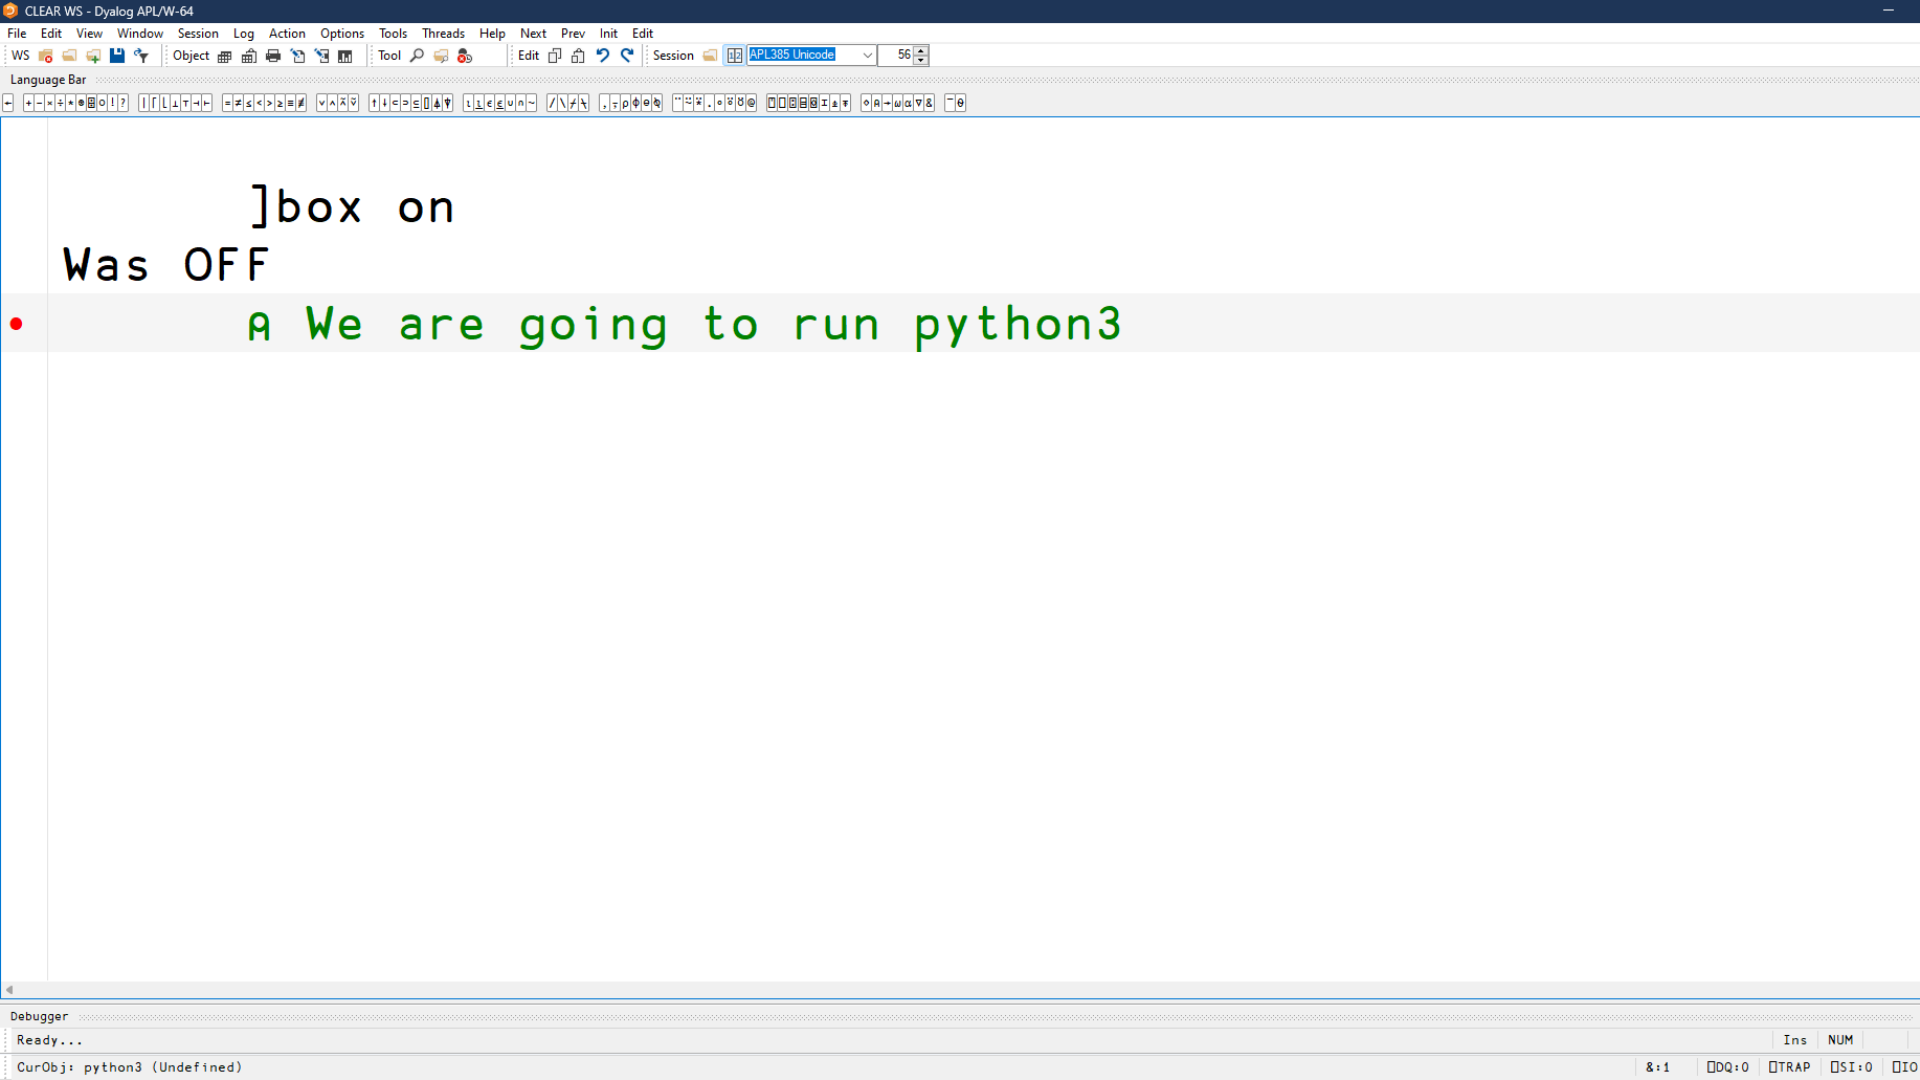 CLEAR WS - Dyalog APL/W-64
File Edit View Window Session Log Action Options Tools Threads Help Next Prev Init Edit
WS Object Tool Edit Session APL385 Unicode 56
Language Bar
← + - × ÷ * ⍟ ⌹ ○ ! ? | ⌈ ⌊ ⊥ ⊤ ⊣ ⊢ = ≠ ≤ < > ≥ ≡ ≢ ∨ ∧ ⍲ ⍱ ↑ ↓ ⊂ ⊃ ⊆ ⌷ ⍋ ⍒ ⍳ ⍸ ∊ ⍷ ∪ ∩ ~ / \ ⌿ ⍀ , ⍪ ⍴ ⌽ ⊖ ⍉ ¨ ⍨ ⍣ . ∘ ⍤ ⍥ @ ⍞ ⎕ ⍠ ⌸ ⌺ ⌶ ⍎ ⍕ ⋄ ⍝ → ⍵ ⍺ ∇ & ¯ ⍬
]box on
Was OFF
⍝ We are going to run python3
Debugger
Ready...
Ins NUM
CurObj: python3 (Undefined)
&:1 ⎕DQ:0 ⎕TRAP ⎕SI:0 ⎕IO